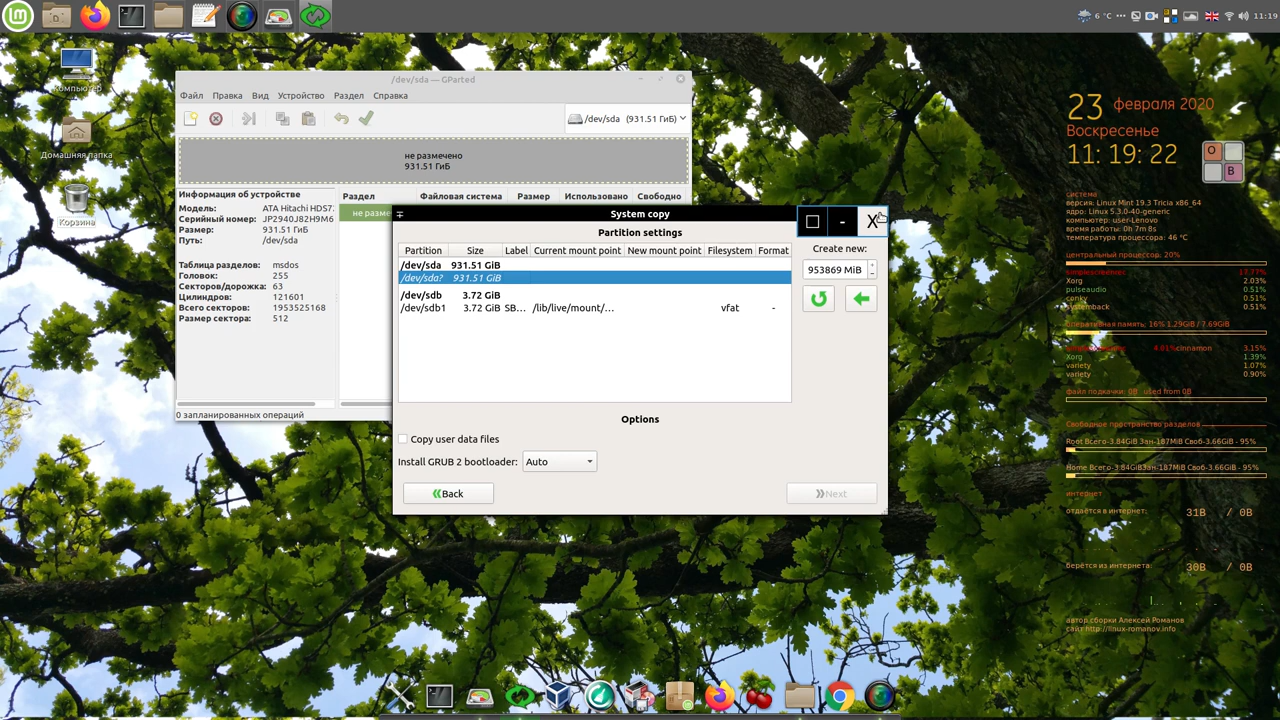 6 °C
11:19
Компьютер
Домашняя папка
Корзина
/dev/sda — GParted
Файл Правка Вид Устройство Раздел Справка
/dev/sda (931.51 ГиБ)
не размечено
931.51 ГиБ
Информация об устройстве
Модель: ATA Hitachi HDS7
Серийный номер: JP2940J82H9M6
Размер: 931.51 ГиБ
Путь: /dev/sda
Таблица разделов: msdos
Головок: 255
Секторов/дорожка: 63
Цилиндров: 121601
Всего секторов: 1953525168
Размер сектора: 512
Раздел Файловая система Размер Использовано Свободно
не разме
0 запланированных операций
System copy
Partition settings
Partition Size Label Current mount point New mount point Filesystem Format
/dev/sda 931.51 GiB
/dev/sda? 931.51 GiB
/dev/sdb 3.72 GiB
/dev/sdb1 3.72 GiB SB... /lib/live/mount/... vfat -
Create new:
953869 MiB
Options
Copy user data files
Install GRUB 2 bootloader: Auto
Back
Next
23 февраля 2020
Воскресенье
11: 19: 22
O
B
система
версия: Linux Mint 19.3 Tricia x86_64
ядро: Linux 5.3.0-40-generic
компьютер: user-Lenovo
время работы: 0h 7m 8s
температура процессора: 46 °C
центральный процессор: 20%
17.77%
Xorg 2.03%
pulseaudio 0.51%
conky 0.51%
systemback 0.51%
оперативная память: 16% 1.29GiB / 7.69GiB
4.01% cinnamon 3.15%
Xorg 1.39%
variety 1.07%
variety 0.90%
файл подкачки: 0B used from 0B
Свободное пространство разделов
Root Всего-3.84GiB Зан-187MiB Своб-3.66GiB - 95%
Home Всего-3.84GiB Зан-187MiB Своб-3.66GiB - 95%
интернет
отдаётся в интернет: 31B / 0B
берётся из интернета: 30B / 0B
автор сборки Алексей Романов
сайт http://linux-romanov.info